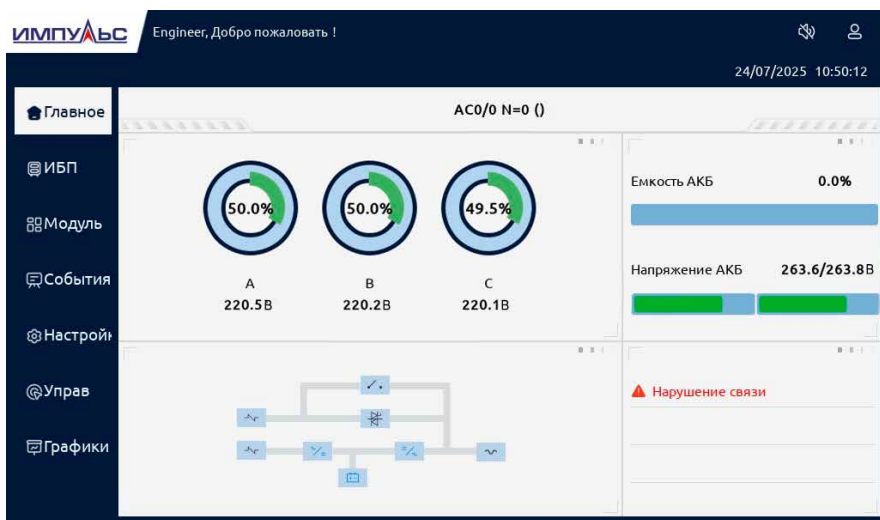 ИМПУЛЬС
Engineer, Добро пожаловать !
24/07/2025 10:50:12
Главное
ИБП
Модуль
События
Настрой
Управ
Графики
AC0/0 N=0 ()
50.0%
50.0%
49.5%
A
B
C
220.5В
220.2В
220.1В
Емкость АКБ 0.0%
Напряжение АКБ 263.6/263.8В
Нарушение связи